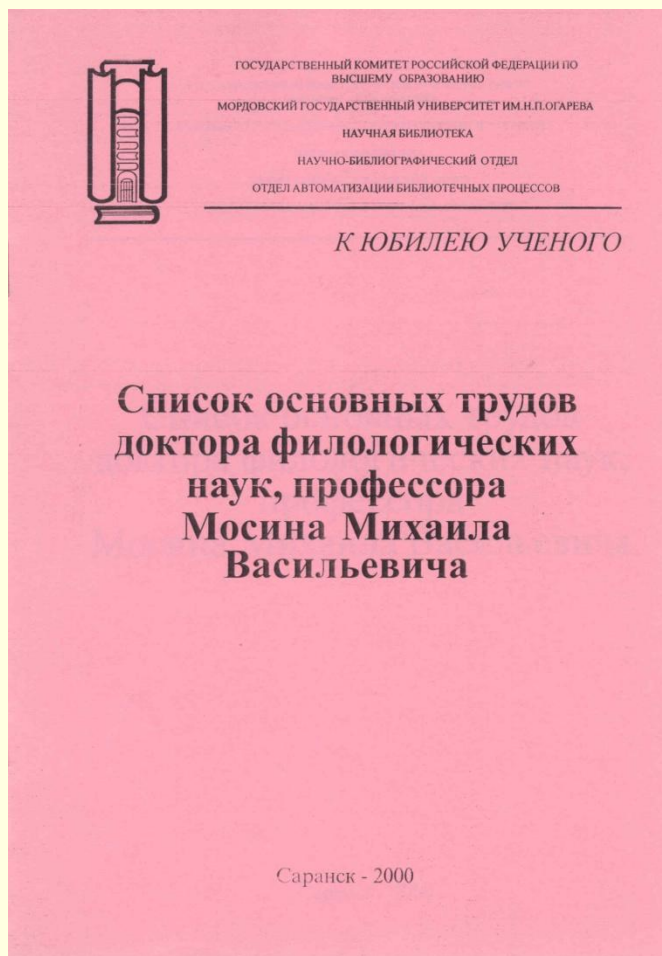 ГОСУДАРСТВЕННЫЙ КОМИТЕТ РОССИЙСКОЙ ФЕДЕРАЦИИ ПО
ВЫСШЕМУ ОБРАЗОВАНИЮ
МОРДОВСКИЙ ГОСУДАРСТВЕННЫЙ УНИВЕРСИТЕТ ИМ.Н.П.ОГАРЕВА
НАУЧНАЯ БИБЛИОТЕКА
НАУЧНО-БИБЛИОГРАФИЧЕСКИЙ ОТДЕЛ
ОТДЕЛ АВТОМАТИЗАЦИИ БИБЛИОТЕЧНЫХ ПРОЦЕССОВ
К ЮБИЛЕЮ УЧЕНОГО
Список основных трудов
доктора филологических
наук, профессора
Мосина Михаила
Васильевича
Саранск - 2000